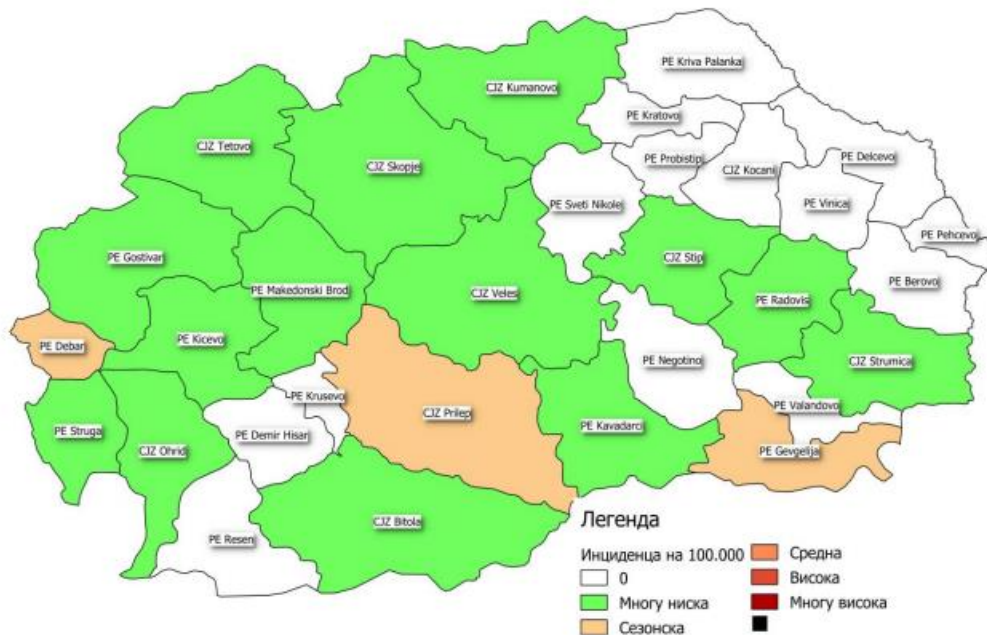 PE Kriva Palanka
CJZ Kumanovo
PE Kratovo
CJZ Tetovo
CJZ Skopje
PE Probistip
CJZ Kocani
PE Delcevo
PE Sveti Nikole
PE Vinica
PE Pehcevo
PE Gostivar
CJZ Stip
PE Berovo
PE Makedonski Brod
CJZ Veles
PE Radovis
PE Debar
PE Kicevo
PE Negotino
CJZ Strumica
PE Krusevo
CJZ Prilep
PE Valandovo
PE Struga
PE Demir Hisar
PE Kavadarci
CJZ Ohrid
PE Gevgelija
CJZ Bitola
PE Resen
Легенда
Инциденца на 100.000
0
Многу ниска
Сезонска
Средна
Висока
Многу висока